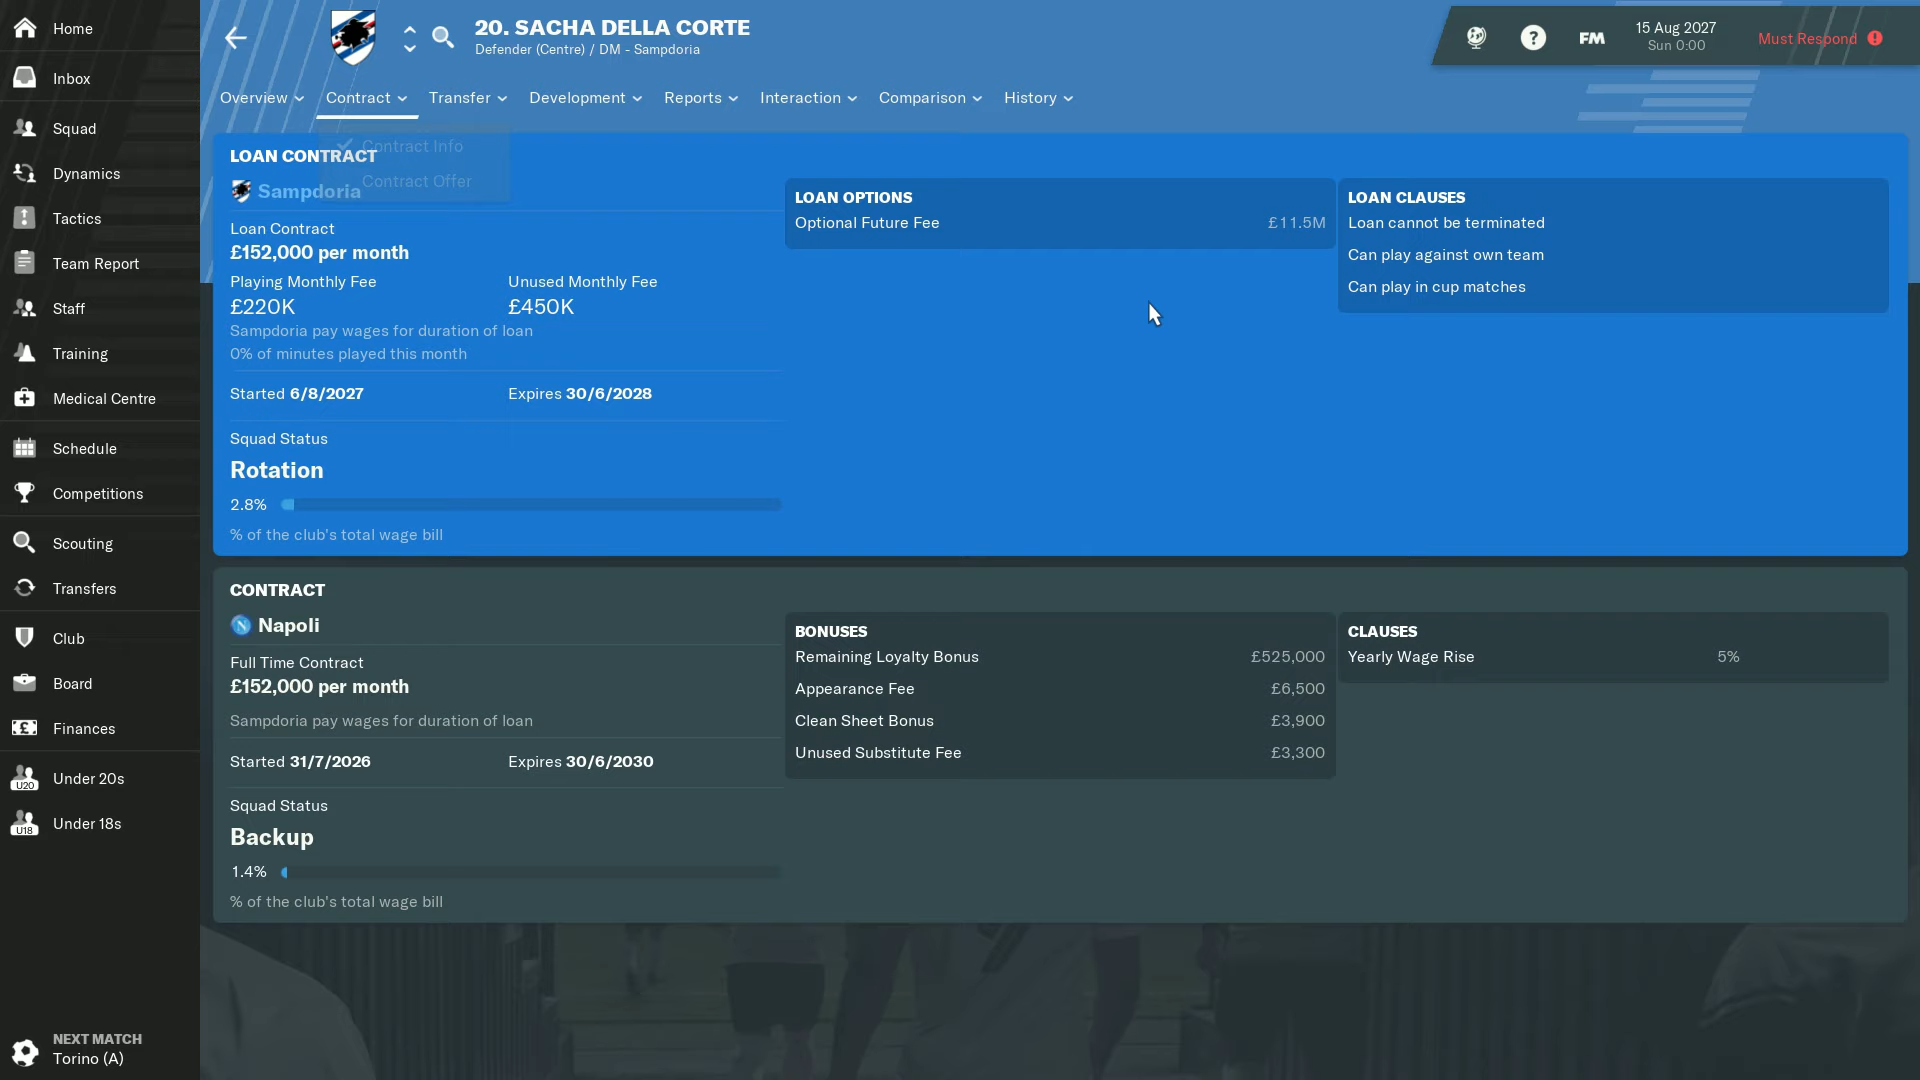 Home
Inbox
Squad
Dynamics
Tactics
Team Report
Staff
Training
Medical Centre
Schedule
Competitions
Scouting
Transfers
Club
Board
Finances
U20
Under 20s
U18
Under 18s
NEXT MATCH
Torino (A)
20. SACHA DELLA CORTE
Defender (Centre) / DM - Sampdoria
FM
15 Aug 2027
Sun 0:00
Must Respond
Overview
Contract
Transfer
Development
Reports
Interaction
Comparison
History
Contract Info
Contract Offer
LOAN CONTRACT
Sampdoria
Loan Contract
£152,000 per month
Playing Monthly Fee
Unused Monthly Fee
£220K
£450K
Sampdoria pay wages for duration of loan
0% of minutes played this month
Started 6/8/2027
Expires 30/6/2028
Squad Status
Rotation
2.8%
% of the club's total wage bill
LOAN OPTIONS
Optional Future Fee £11.5M
LOAN CLAUSES
Loan cannot be terminated
Can play against own team
Can play in cup matches
CONTRACT
Napoli
Full Time Contract
£152,000 per month
Sampdoria pay wages for duration of loan
Started 31/7/2026
Expires 30/6/2030
Squad Status
Backup
1.4%
% of the club's total wage bill
BONUSES
Remaining Loyalty Bonus £525,000
Appearance Fee £6,500
Clean Sheet Bonus £3,900
Unused Substitute Fee £3,300
CLAUSES
Yearly Wage Rise 5%